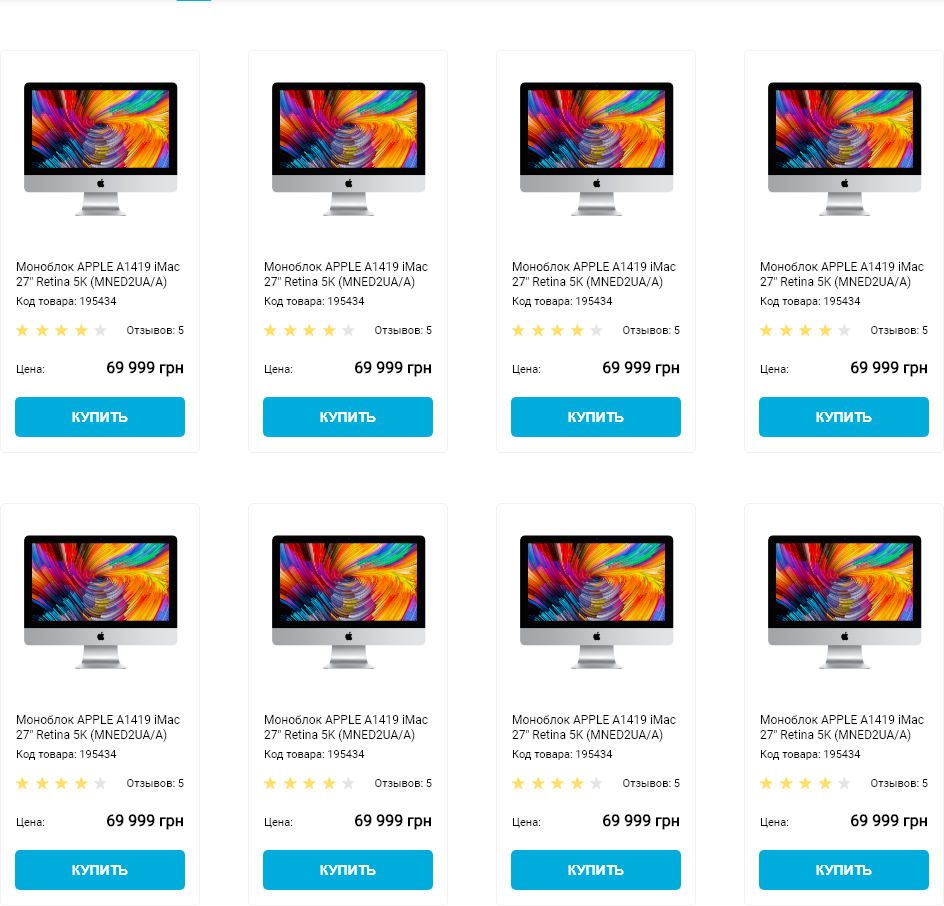 Моноблок APPLE A1419 iMac
27" Retina 5K (MNED2UA/A)
Код товара: 195434
Отзывов: 5
Цена: 69 999 грн
КУПИТЬ
Моноблок APPLE A1419 iMac
27" Retina 5K (MNED2UA/A)
Код товара: 195434
Отзывов: 5
Цена: 69 999 грн
КУПИТЬ
Моноблок APPLE A1419 iMac
27" Retina 5K (MNED2UA/A)
Код товара: 195434
Отзывов: 5
Цена: 69 999 грн
КУПИТЬ
Моноблок APPLE A1419 iMac
27" Retina 5K (MNED2UA/A)
Код товара: 195434
Отзывов: 5
Цена: 69 999 грн
КУПИТЬ
Моноблок APPLE A1419 iMac
27" Retina 5K (MNED2UA/A)
Код товара: 195434
Отзывов: 5
Цена: 69 999 грн
КУПИТЬ
Моноблок APPLE A1419 iMac
27" Retina 5K (MNED2UA/A)
Код товара: 195434
Отзывов: 5
Цена: 69 999 грн
КУПИТЬ
Моноблок APPLE A1419 iMac
27" Retina 5K (MNED2UA/A)
Код товара: 195434
Отзывов: 5
Цена: 69 999 грн
КУПИТЬ
Моноблок APPLE A1419 iMac
27" Retina 5K (MNED2UA/A)
Код товара: 195434
Отзывов: 5
Цена: 69 999 грн
КУПИТЬ